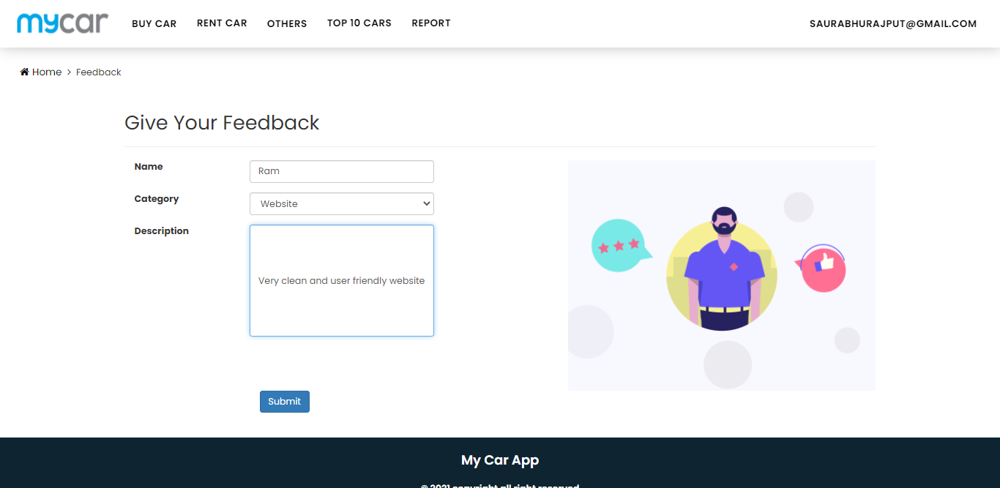 mycar BUY CAR RENT CAR OTHERS TOP 10 CARS REPORT SAURABHURAJPUT@GMAIL.COM
Home > Feedback
Give Your Feedback
Name Ram
Category Website
Description
Very clean and user friendly website
Submit
My Car App
© 2021 copyright all right reserved